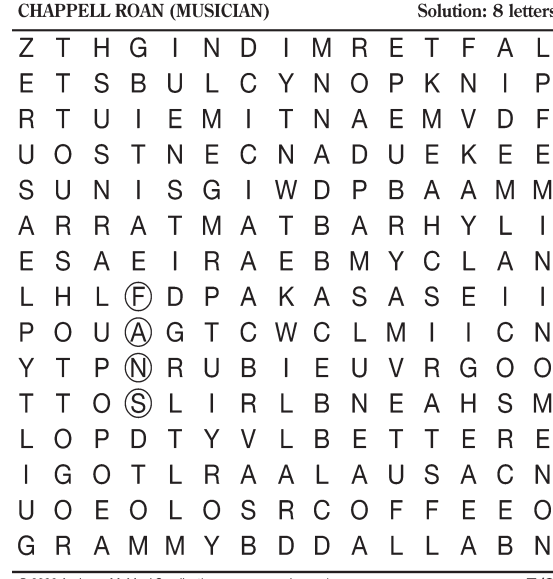 CHAPPELL ROAN (MUSICIAN) Solution: 8 letters
Z T H G I N D I M R E T F A L
E T S B U L C Y N O P K N I P
R T U I E M I T N A E M V D F
U O S T N E C N A D U E K E E
S U N I S G I W D P B A A M M
A R R A T M A T B A R H Y L I
E S A E I R A E B M Y C L A N
L H L F D P A K A S A S E I I
P O U A G T C W C L M I I C N
Y T P N R U B I E U V R G O O
T T O S L I R L B N E A H S M
L O P D T Y V L B E T T E R E
I G O T L R A A L A U S A C N
U O E O L O S R C O F F E E O
G R A M M Y B D D A L L A B N